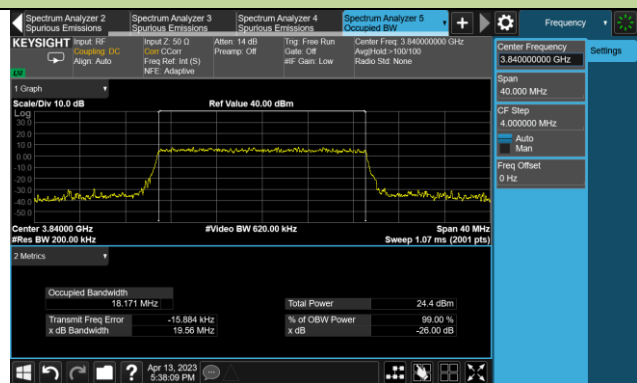 Spectrum Analyzer 2
Spurious Emissions
Spectrum Analyzer 3
Spurious Emissions
Spectrum Analyzer 4
Spurious Emissions
Spectrum Analyzer 5
Occupied BW
Frequency
KEYSIGHT
Input: RF
Coupling: DC
Align: Auto
Input Z: 50 Ω
Corr CCorr
Freq Ref: Int (S)
NFE: Adaptive
Atten: 14 dB
Preamp: Off
Trig: Free Run
Gate: Off
#IF Gain: Low
Center Freq: 3.840000000 GHz
Avg|Hold:>100/100
Radio Std: None
Center Frequency
3.840000000 GHz
Settings
Span
40.000 MHz
CF Step
4.000000 MHz
Auto
Man
Freq Offset
0 Hz
1 Graph
Scale/Div 10.0 dB
Ref Value 40.00 dBm
Log
30.0
20.0
10.0
0.00
-10.0
-20.0
-30.0
-40.0
-50.0
Center 3.84000 GHz
#Video BW 620.00 kHz
Span 40 MHz
#Res BW 200.00 kHz
Sweep 1.07 ms (2001 pts)
2 Metrics
Occupied Bandwidth
18.171 MHz
Total Power
24.4 dBm
Transmit Freq Error
-15.884 kHz
% of OBW Power
99.00 %
x dB Bandwidth
19.56 MHz
x dB
-26.00 dB
Apr 13, 2023
5:38:09 PM